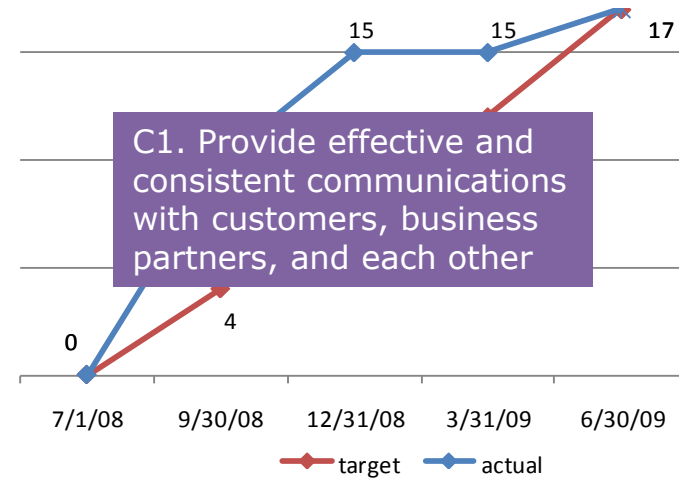 15 15 17
C1. Provide effective and
consistent communications
with customers, business
partners, and each other
4
0
7/1/08 9/30/08 12/31/08 3/31/09 6/30/09
target actual